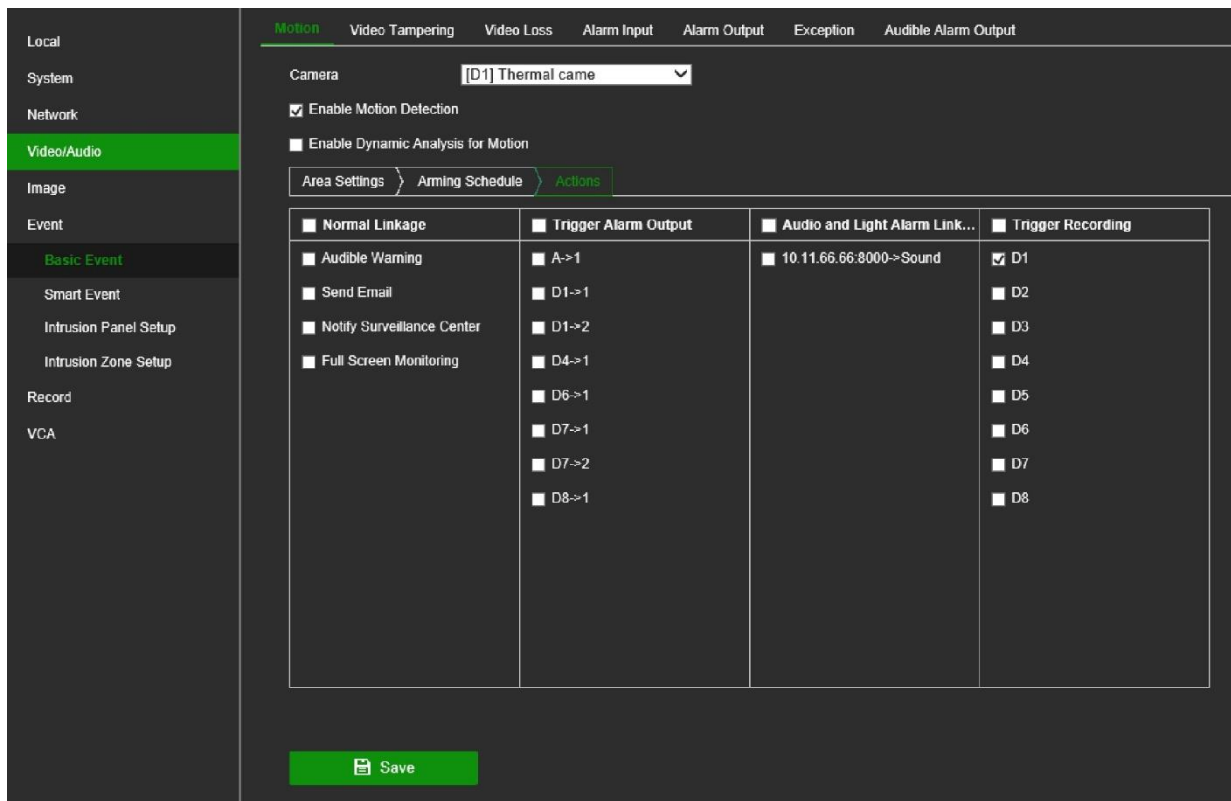 Local
System
Network
Video/Audio
Image
Event
Basic Event
Smart Event
Intrusion Panel Setup
Intrusion Zone Setup
Record
VCA
Motion Video Tampering Video Loss Alarm Input Alarm Output Exception Audible Alarm Output
Camera [D1] Thermal came
Enable Motion Detection
Enable Dynamic Analysis for Motion
Area Settings Arming Schedule Actions
Normal Linkage Trigger Alarm Output Audio and Light Alarm Link... Trigger Recording
Audible Warning A->1 10.11.66.66:8000->Sound D1
Send Email D1->1 D2
Notify Surveillance Center D1->2 D3
Full Screen Monitoring D4->1 D4
D6->1 D5
D7->1 D6
D7->2 D7
D8->1 D8
Save